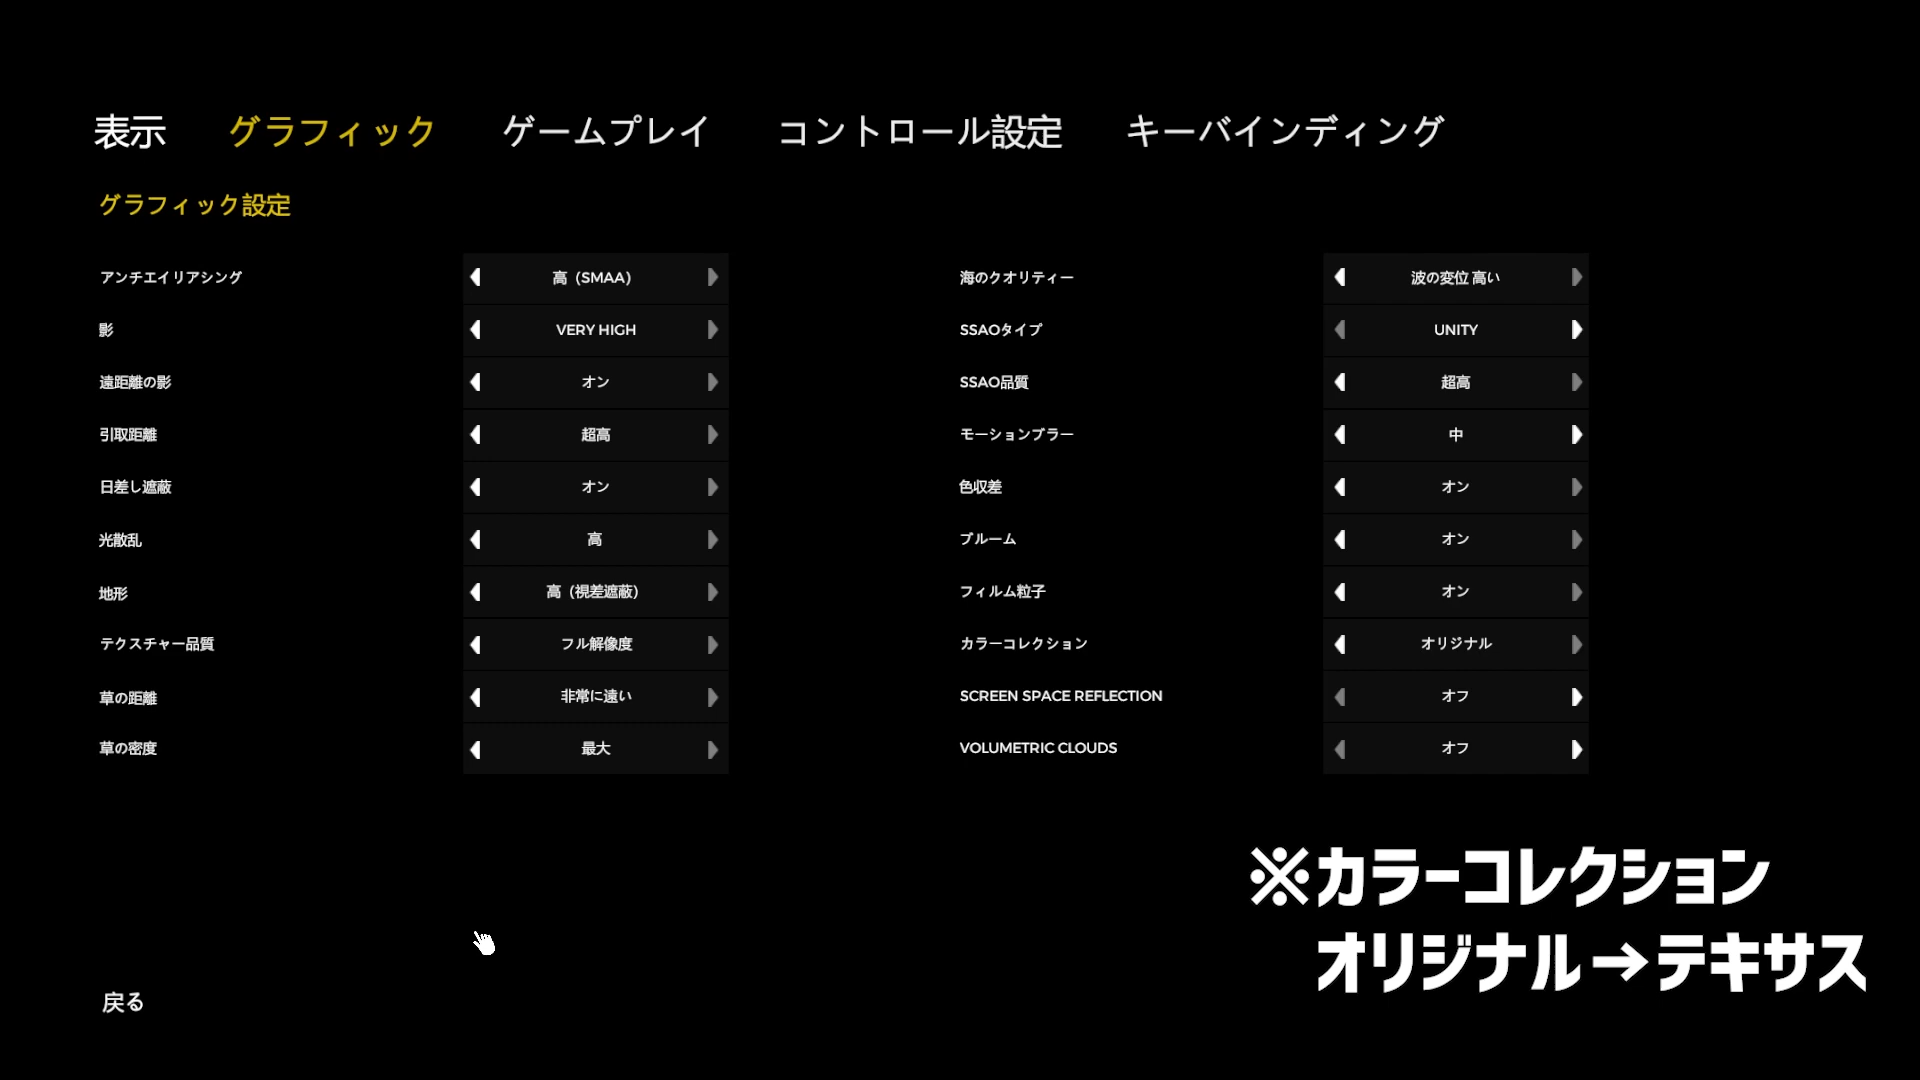 表示 グラフィック ゲームプレイ コントロール設定 キーバインディング
グラフィック設定
アンチエイリアシング 高（SMAA）
影 VERY HIGH
遠距離の影 オン
引取距離 超高
日差し遮蔽 オン
光散乱 高
地形 高（視差遮蔽）
テクスチャー品質 フル解像度
草の距離 非常に遠い
草の密度 最大
海のクオリティー 波の変位 高い
SSAOタイプ UNITY
SSAO品質 超高
モーションブラー 中
色収差 オン
ブルーム オン
フィルム粒子 オン
カラーコレクション オリジナル
SCREEN SPACE REFLECTION オフ
VOLUMETRIC CLOUDS オフ
※カラーコレクション
オリジナル→テキサス
戻る